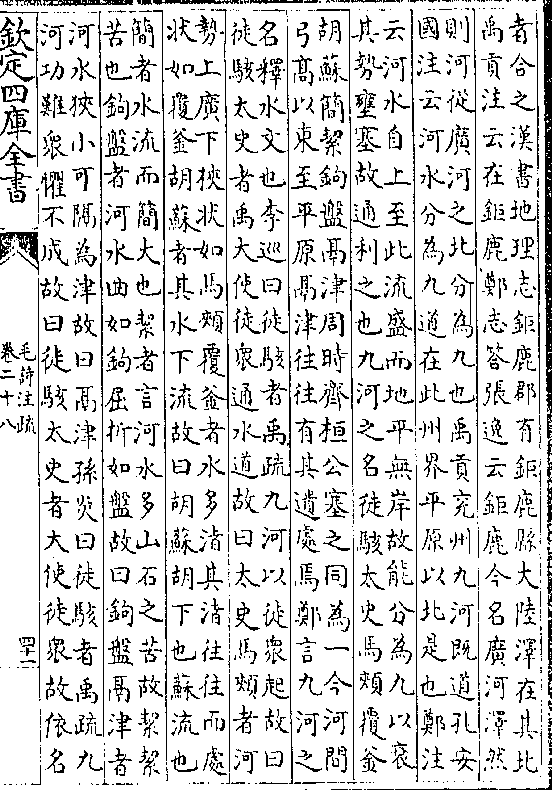 者合之漢書地理志鉅鹿郡有鉅鹿縣大陸澤在其北
禹貢注云在鉅鹿鄭志答張逸云鉅鹿今名廣河澤然
則河從廣河之北分為九也禹貢兖州九河既道孔安
國注云河水分為九道在此州界平原以北是也鄭注
云河水自上至此流盛而地平無岸故能分為九以衰
其勢壅塞故通利之也九河之名徒駭太史馬頰覆釜
胡蘇簡絜鉤盤鬲津周時齊桓公塞之同為一今河間
弓髙以東至平原鬲津往往有其遺處焉鄭言九河之
名釋水文也李巡曰徒駭者禹疏九河以徒衆起故曰
徒駭太史者禹大使徒衆通水道故曰太史馬頰者河
勢上廣下狹狀如馬頰覆釜者水多渚其渚往往而處
狀如覆釜胡蘇者其水下流故曰胡蘇胡下也蘇流也
簡者水流而簡大也絜者言河水多山石之苦故絜絜
苦也鉤盤者河水曲如鉤屈折如盤故曰鉤盤鬲津者
河水狹小可隔為津故曰鬲津孫炎曰徒駭者禹疏九
河功難衆懼不成故曰徒駭太史者大使徒衆故依名
欽定四庫全書
毛詩注疏
卷二十八
四十一